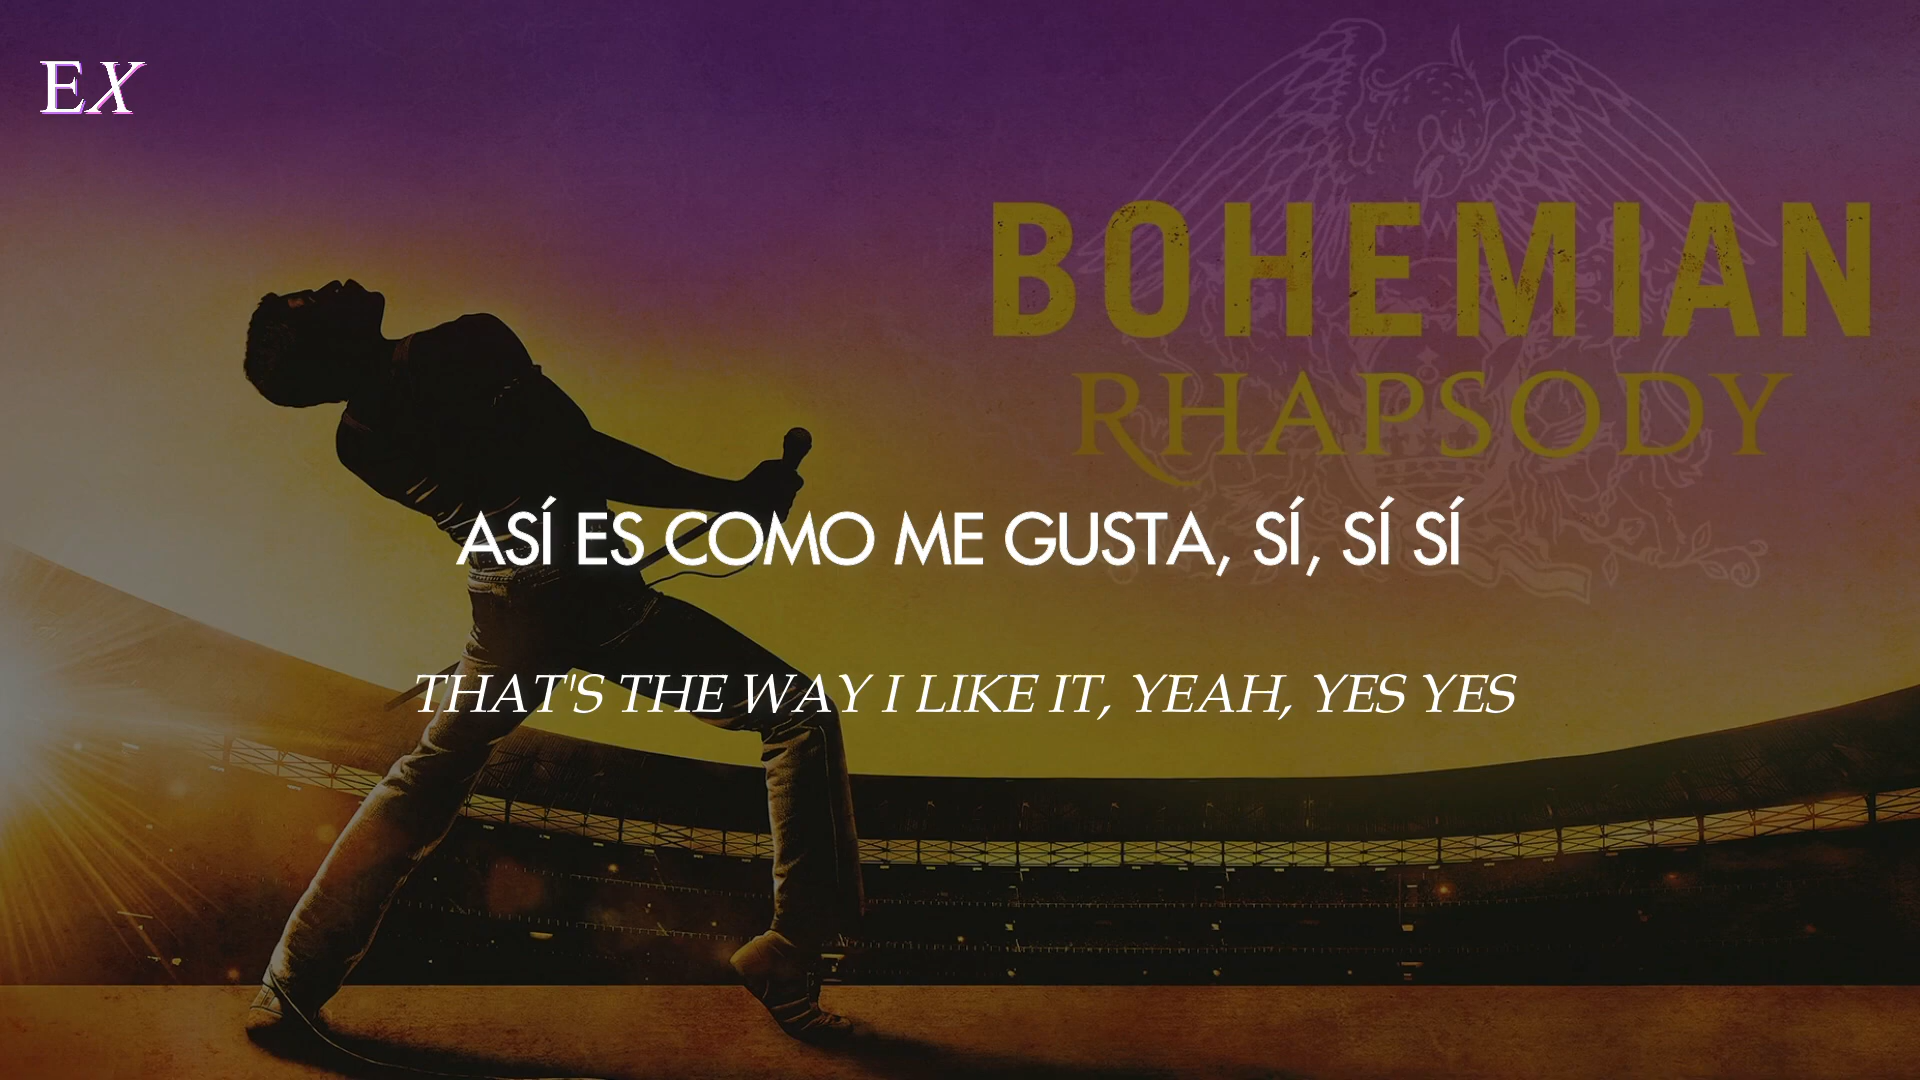 EX
BOHEMIAN
RHAPSODY
ASÍ ES COMO ME GUSTA, SÍ, SÍ SÍ
THAT'S THE WAY I LIKE IT, YEAH, YES YES